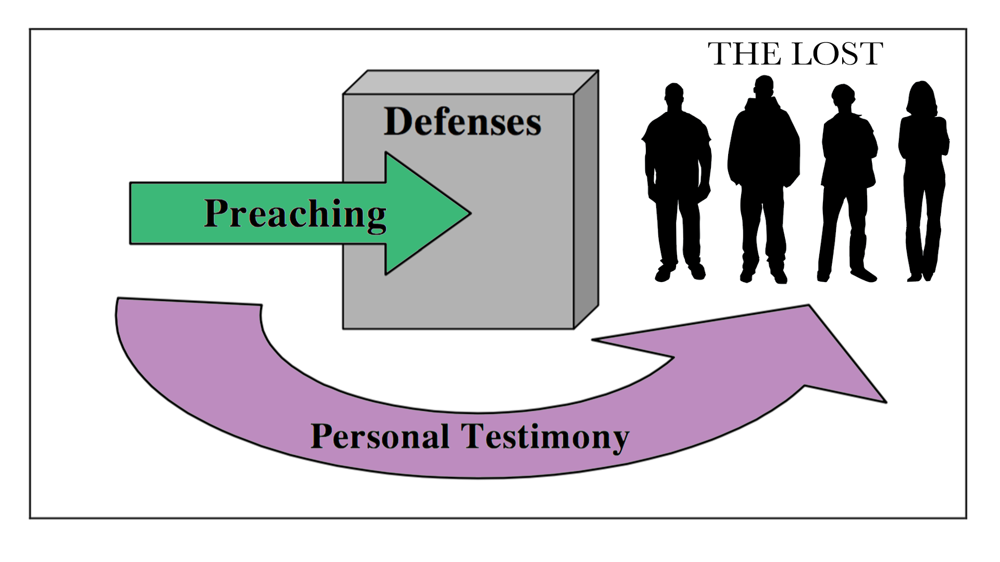 THE LOST
Defenses
Preaching
Personal Testimony